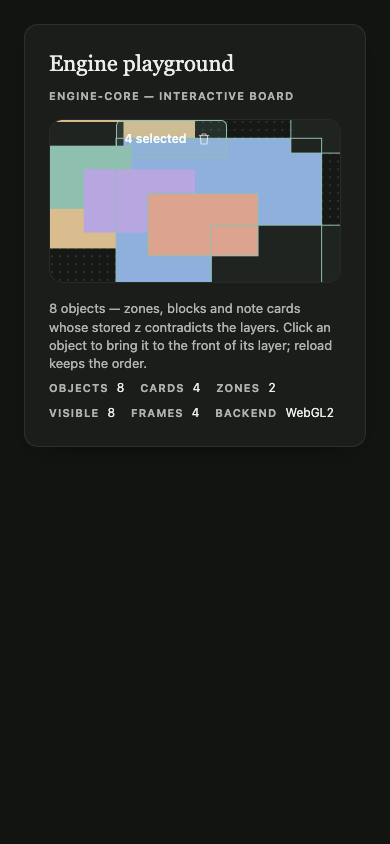 Engine playground
ENGINE-CORE — INTERACTIVE BOARD
4 selected
8 objects — zones, blocks and note cards
whose stored z contradicts the layers. Click an
object to bring it to the front of its layer; reload
keeps the order.
OBJECTS 8 CARDS 4 ZONES 2
VISIBLE 8 FRAMES 4 BACKEND WebGL2